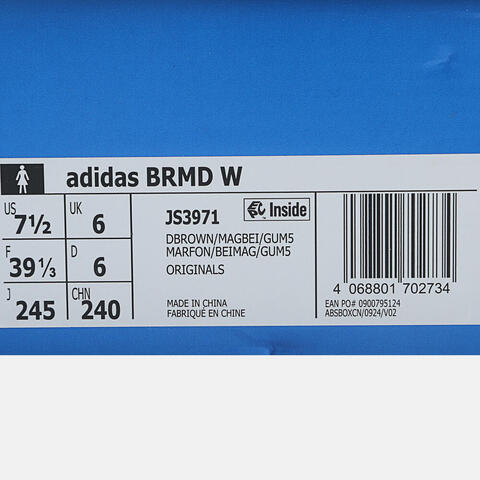 adidas BRMD W
US 7½ UK 6
F 39⅓ D 6
J 245 CHN 240
JS3971
Inside
DBROWN/MAGBEI/GUM5
MARFON/BEIMAG/GUM5
ORIGINALS
MADE IN CHINA
FABRIQUÉ EN CHINE
4 068801 702734
EAN PO# 0900795124
ABSBOXCN/0924/V02